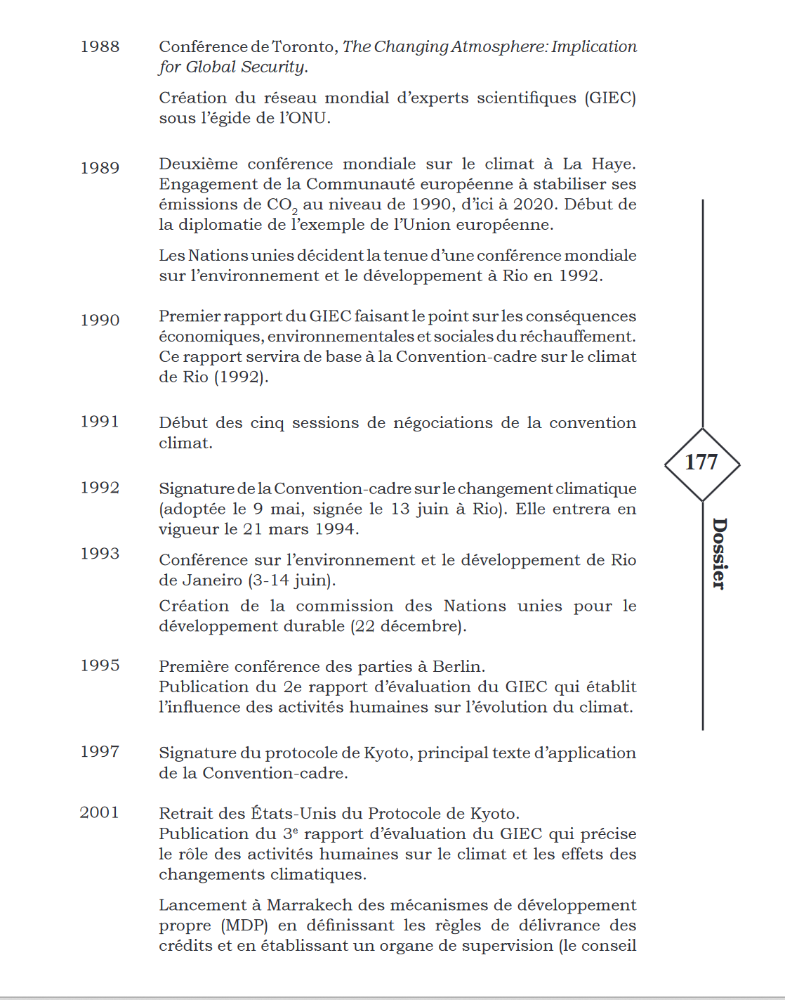 1988 Conférence de Toronto, The Changing Atmosphere: Implication
for Global Security.
Création du réseau mondial d’experts scientifiques (GIEC)
sous l’égide de l’ONU.
1989 Deuxième conférence mondiale sur le climat à La Haye.
Engagement de la Communauté européenne à stabiliser ses
émissions de CO₂ au niveau de 1990, d’ici à 2020. Début de
la diplomatie de l’exemple de l’Union européenne.
Les Nations unies décident la tenue d’une conférence mondiale
sur l’environnement et le développement à Rio en 1992.
1990 Premier rapport du GIEC faisant le point sur les conséquences
économiques, environnementales et sociales du réchauffement.
Ce rapport servira de base à la Convention-cadre sur le climat
de Rio (1992).
1991 Début des cinq sessions de négociations de la convention
climat.
1992 Signature de la Convention-cadre sur le changement climatique
(adoptée le 9 mai, signée le 13 juin à Rio). Elle entrera en
vigueur le 21 mars 1994.
1993 Conférence sur l’environnement et le développement de Rio
de Janeiro (3-14 juin).
Création de la commission des Nations unies pour le
développement durable (22 décembre).
1995 Première conférence des parties à Berlin.
Publication du 2e rapport d’évaluation du GIEC qui établit
l’influence des activités humaines sur l’évolution du climat.
1997 Signature du protocole de Kyoto, principal texte d’application
de la Convention-cadre.
2001 Retrait des États-Unis du Protocole de Kyoto.
Publication du 3ᵉ rapport d’évaluation du GIEC qui précise
le rôle des activités humaines sur le climat et les effets des
changements climatiques.
Lancement à Marrakech des mécanismes de développement
propre (MDP) en définissant les règles de délivrance des
crédits et en établissant un organe de supervision (le conseil
177
Dossier